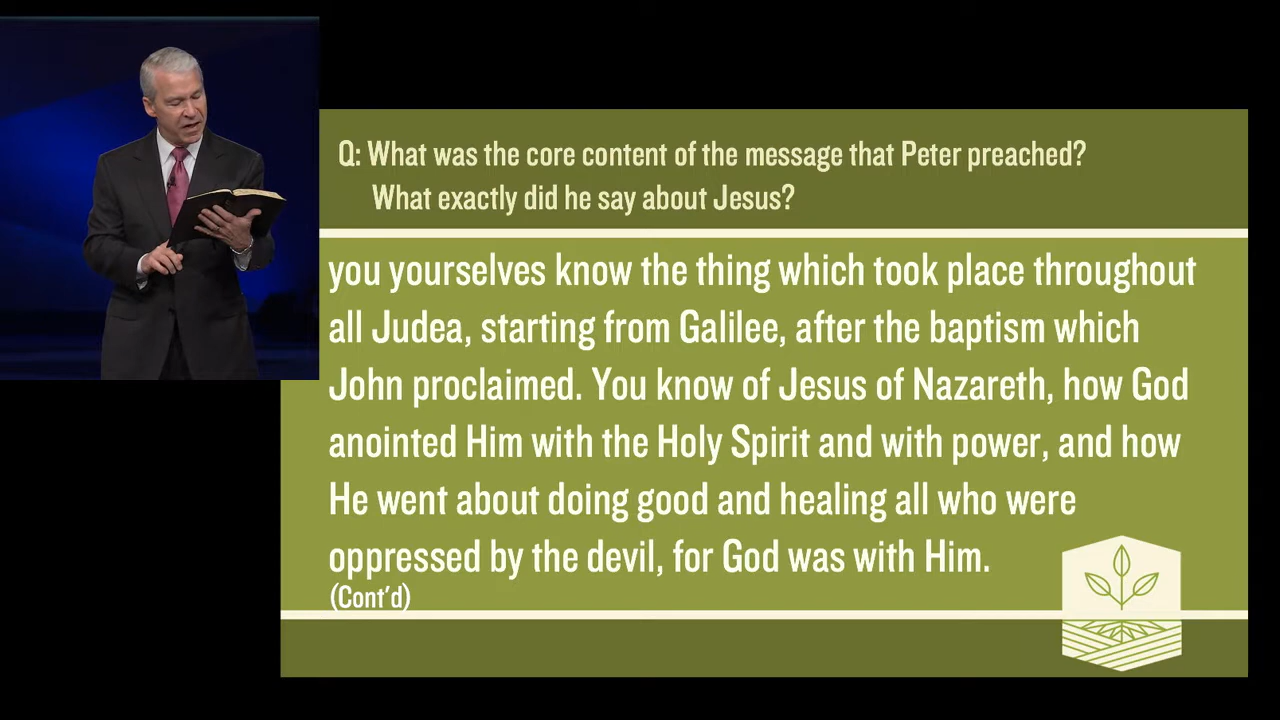 Q: What was the core content of the message that Peter preached?
What exactly did he say about Jesus?
you yourselves know the thing which took place throughout
all Judea, starting from Galilee, after the baptism which
John proclaimed. You know of Jesus of Nazareth, how God
anointed Him with the Holy Spirit and with power, and how
He went about doing good and healing all who were
oppressed by the devil, for God was with Him.
(Cont'd)